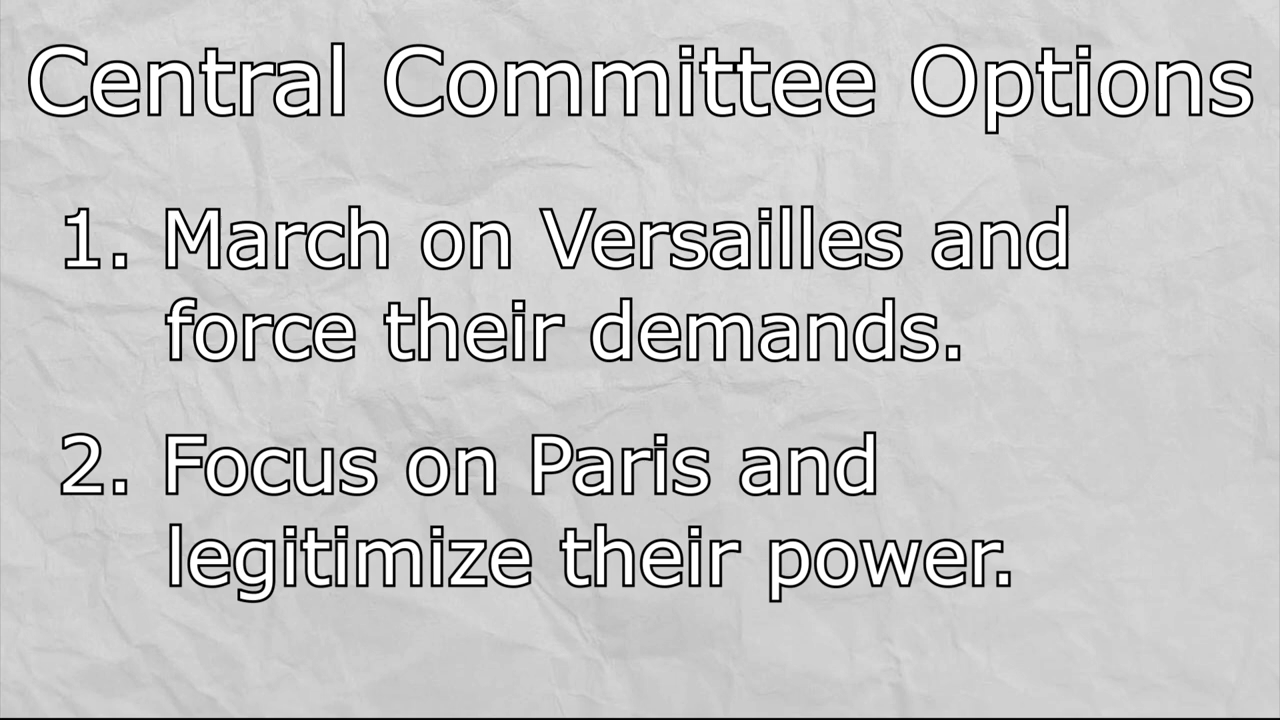 Central Committee Options
1. March on Versailles and
force their demands.
2. Focus on Paris and
legitimize their power.